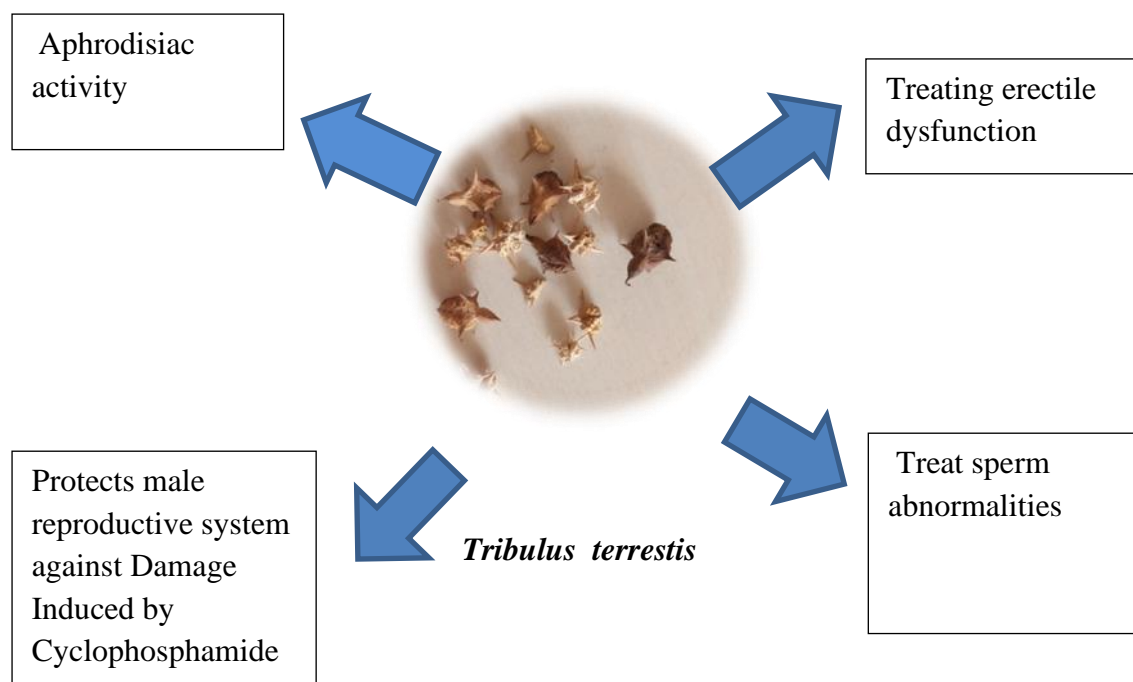 Aphrodisiac
activity
Treating erectile
dysfunction
Protects male
reproductive system
against Damage
Induced by
Cyclophosphamide
Treat sperm
abnormalities
Tribulus terrestis